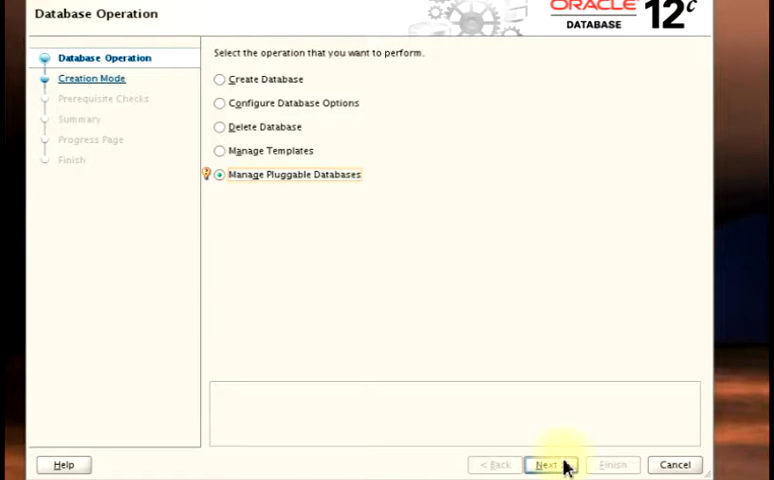 Database Operation
ORACLE
DATABASE
12c
Database Operation
Creation Mode
Prerequisite Checks
Summary
Progress Page
Finish
Select the operation that you want to perform.
Create Database
Configure Database Options
Delete Database
Manage Templates
Manage Pluggable Databases
Help
< Back
Next
Finish
Cancel